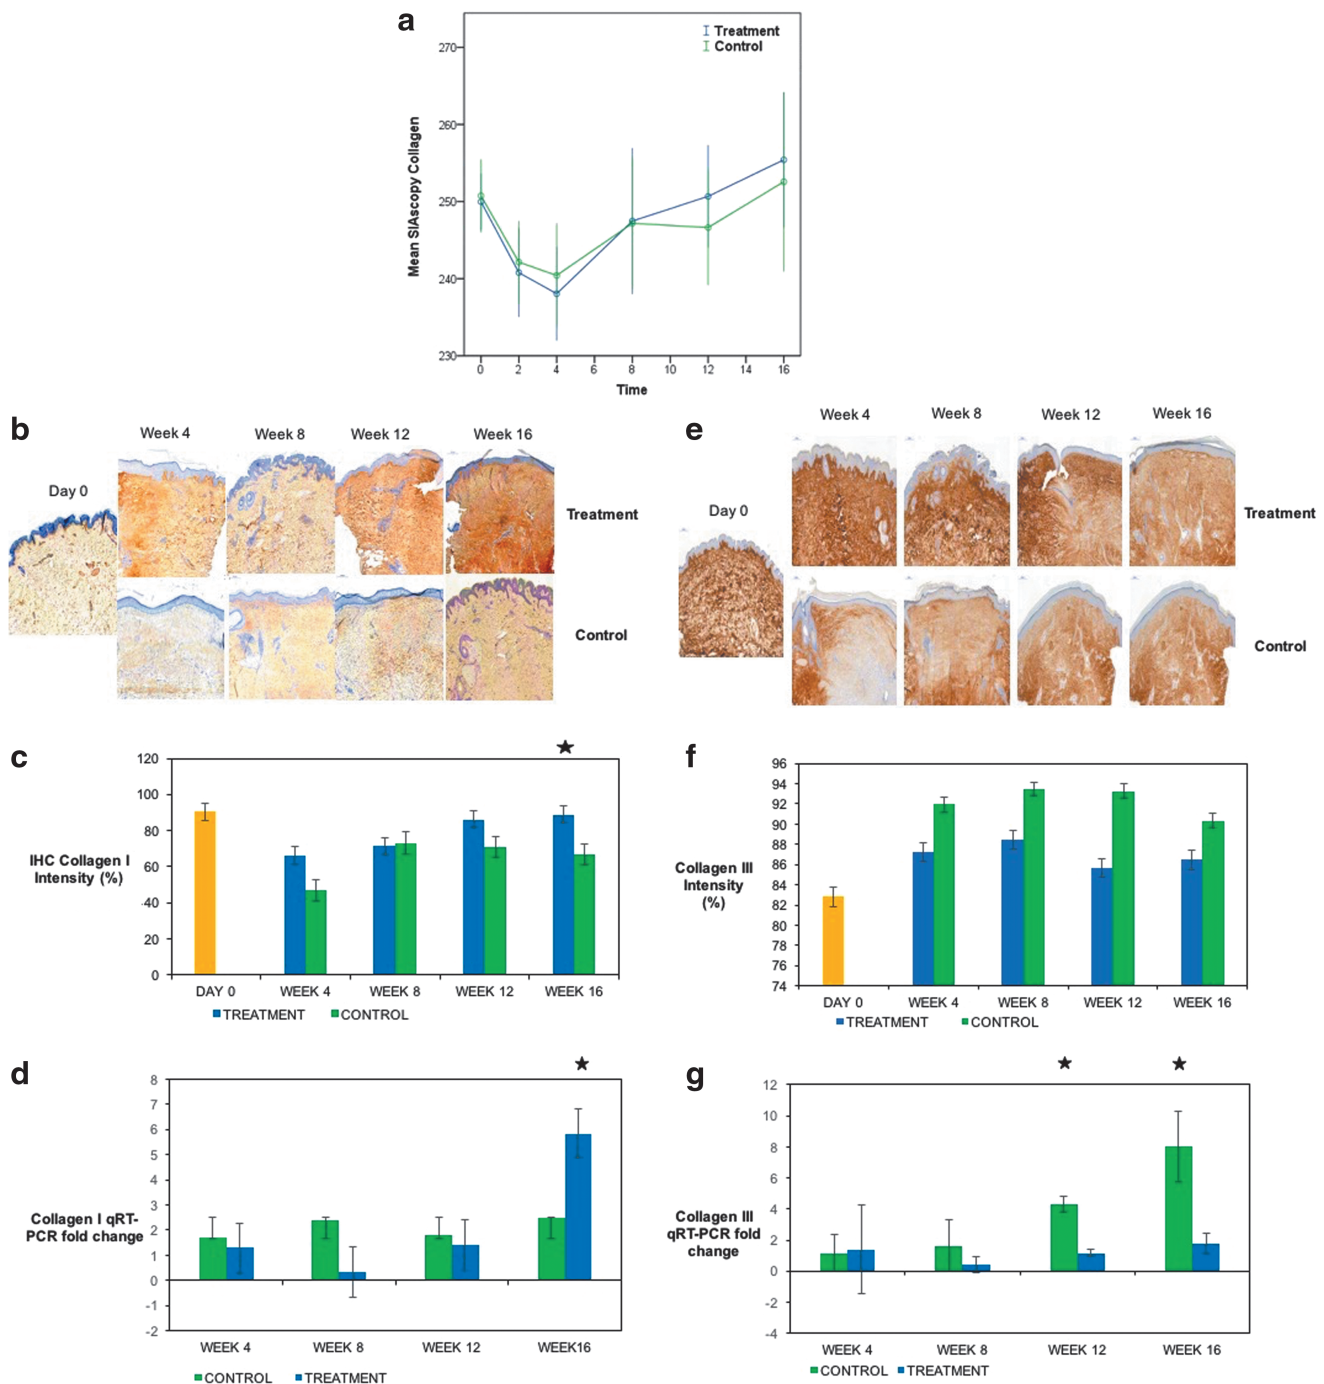 a
Treatment
Control
270
260
250
240
230
Mean SIAscopy Collagen
0 2 4 6 8 10 12 14 16
Time
b
Week 4 Week 8 Week 12 Week 16
Day 0
Treatment
Control
e
Week 4 Week 8 Week 12 Week 16
Day 0
Treatment
Control
c
120
100
80
60
40
20
0
IHC Collagen I
Intensity (%)
DAY 0 WEEK 4 WEEK 8 WEEK 12 WEEK 16
TREATMENT CONTROL
f
96
94
92
90
88
86
84
82
80
78
76
74
Collagen III
Intensity
(%)
DAY 0 WEEK 4 WEEK 8 WEEK 12 WEEK 16
TREATMENT CONTROL
d
8
7
6
5
4
3
2
1
0
-1
-2
Collagen I qRT-
PCR fold change
WEEK 4 WEEK 8 WEEK 12 WEEK16
CONTROL TREATMENT
g
12
10
8
6
4
2
0
-2
-4
Collagen III
qRT-PCR fold
change
WEEK 4 WEEK 8 WEEK 12 WEEK 16
CONTROL TREATMENT